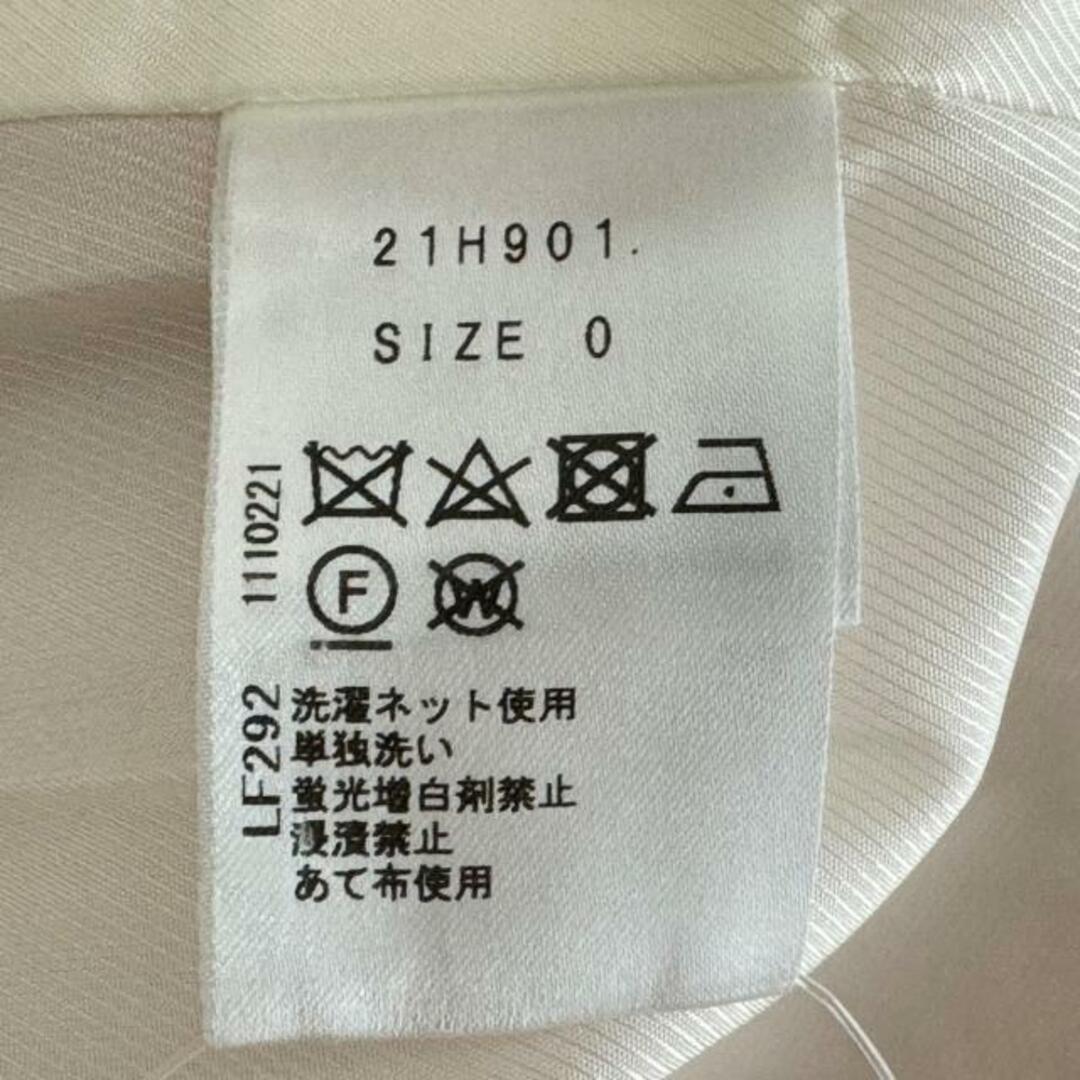 21H901.
SIZE 0
1110221
F
W
LF292
洗濯ネット使用
単独洗い
蛍光増白剤禁止
浸漬禁止
あて布使用